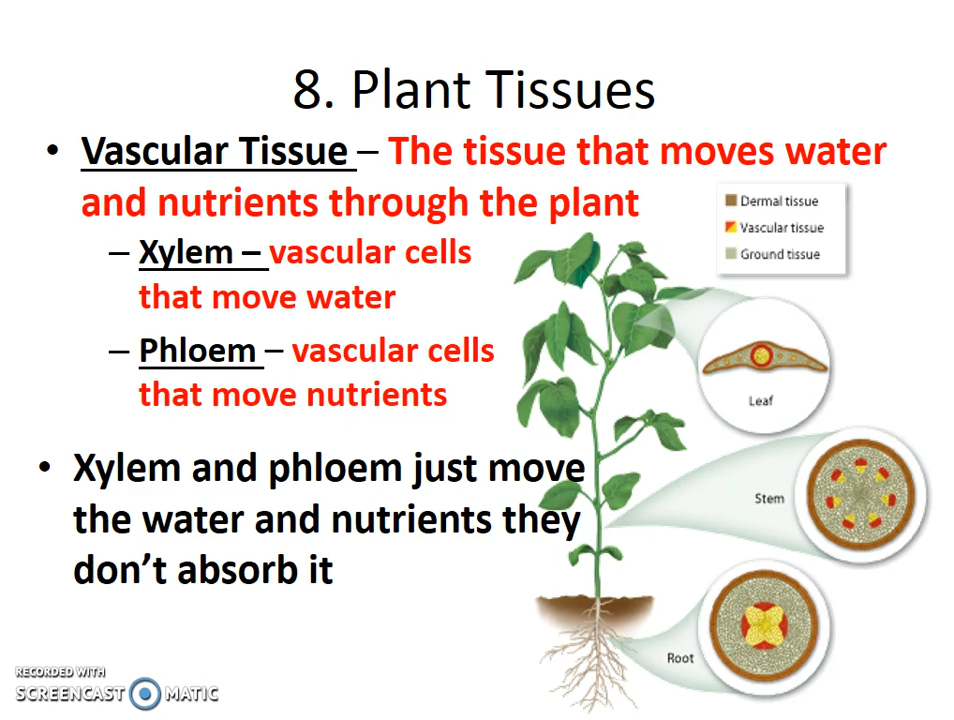 8. Plant Tissues
• Vascular Tissue – The tissue that moves water
and nutrients through the plant
– Xylem – vascular cells
that move water
– Phloem – vascular cells
that move nutrients
• Xylem and phloem just move
the water and nutrients they
don't absorb it
Dermal tissue
Vascular tissue
Ground tissue
Leaf
Stem
Root
RECORDED WITH
SCREENCAST MATIC